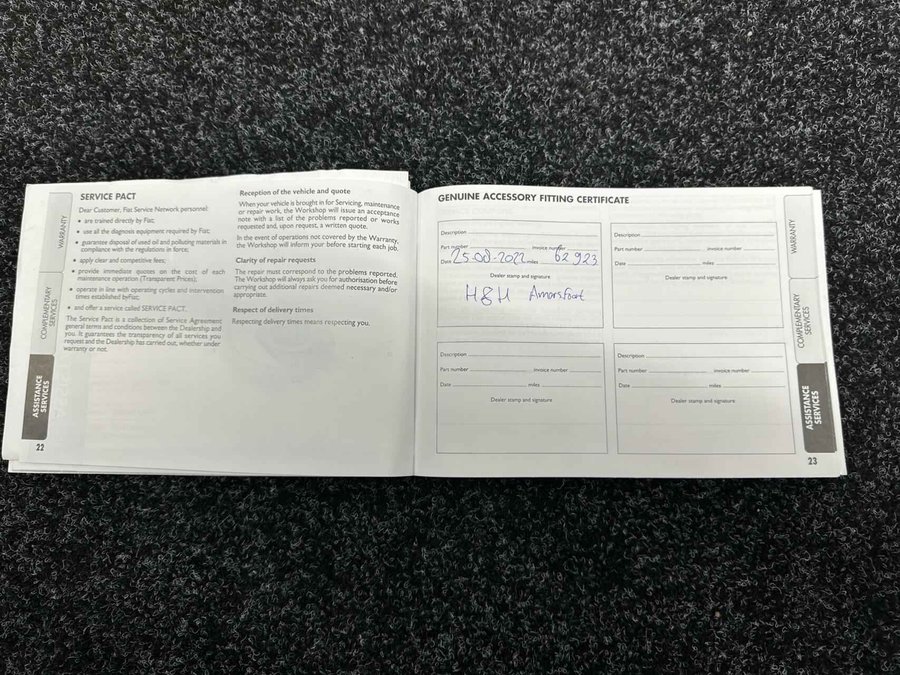 SERVICE PACT
Dear Customer, Fiat Service Network personnel:
• are trained directly by Fiat;
• use all the diagnosis equipment required by Fiat;
• guarantee disposal of used oil and polluting materials in
compliance with the regulations in force;
• apply clear and competitive fees;
• provide immediate quotes on the cost of each
maintenance operation (Transparent Prices);
• operate in line with operating cycles and intervention
times established by Fiat;
• and offer a service called SERVICE PACT.
The Service Pact is a collection of Service Agreement
general terms and conditions between the Dealership and
you. It guarantees the transparency of all services you
request and the Dealership has carried out, whether under
warranty or not.
Reception of the vehicle and quote
When your vehicle is brought in for Servicing, maintenance
or repair work, the Workshop will issue an acceptance
note with a list of the problems reported or works
requested and, upon request, a written quote.
In the event of operations not covered by the Warranty,
the Workshop will inform your before starting each job.
Clarity of repair requests
The repair must correspond to the problems reported.
The Workshop will always ask you for authorisation before
carrying out additional repairs deemed necessary and/or
appropriate.
Respect of delivery times
Respecting delivery times means respecting you.
WARRANTY
COMPLEMENTARY
SERVICES
ASSISTANCE
SERVICES
22
GENUINE ACCESSORY FITTING CERTIFICATE
Description
Part number invoice number
Date 25-08-2022 miles 62923
Dealer stamp and signature
H&H Amorsfoort
Description
Part number invoice number
Date miles
Dealer stamp and signature
Description
Part number invoice number
Date miles
Dealer stamp and signature
Description
Part number invoice number
Date miles
Dealer stamp and signature
WARRANTY
COMPLEMENTARY
SERVICES
ASSISTANCE
SERVICES
23